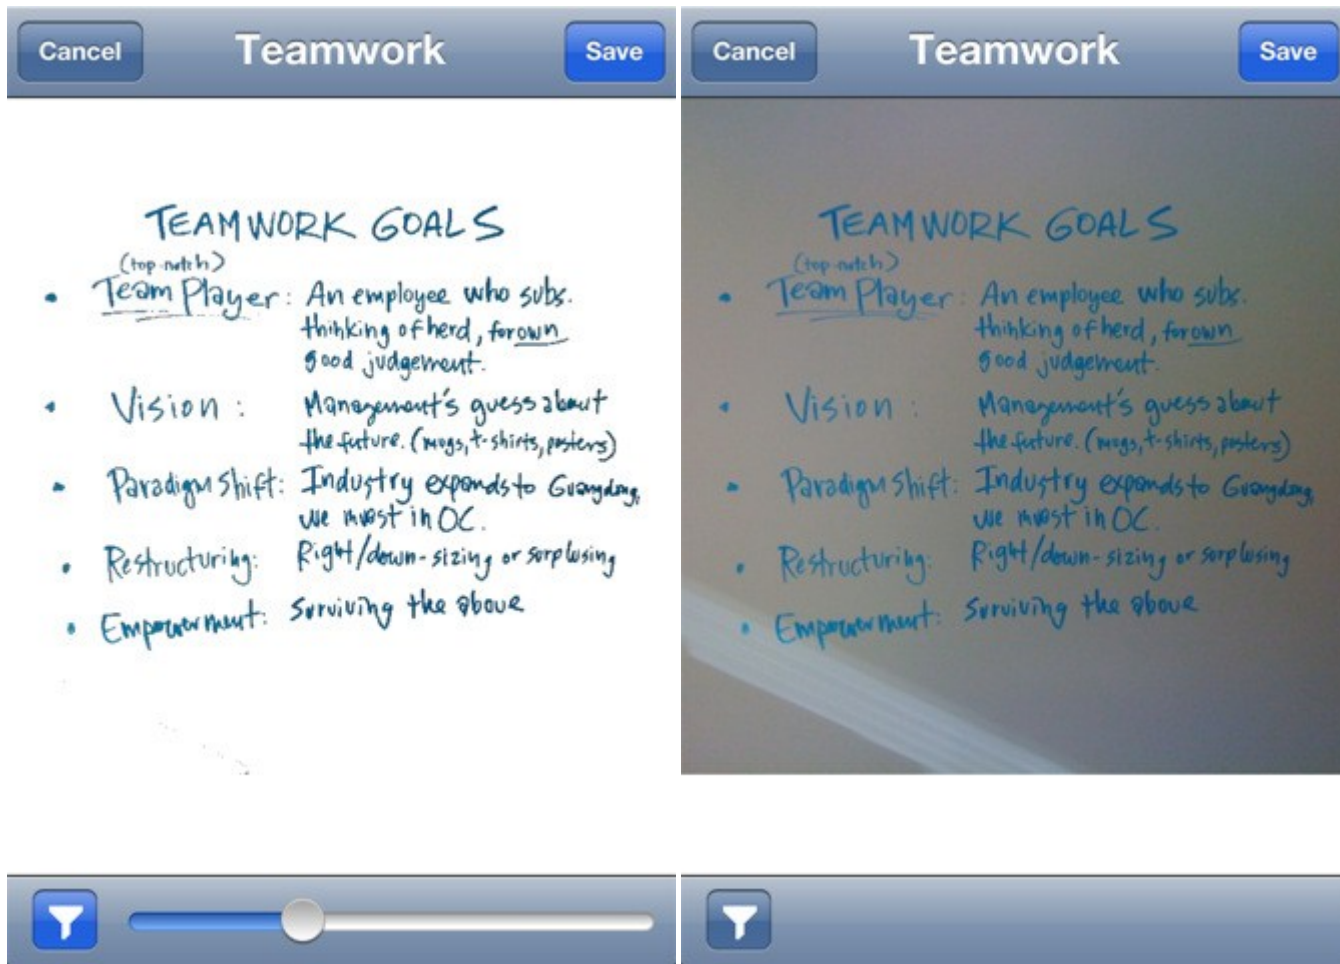 Cancel Teamwork Save
TEAMWORK GOALS
(top-notch)
• Team Player: An employee who subs.
thinking of herd, for own
good judgement.
• Vision: Management's guess about
the future. (mogs, t-shirts, posters)
• Paradigm Shift: Industry expands to Guangdong,
we invest in OC.
• Restructuring: Right/down-sizing or surplusing
• Empowerment: Surviving the above
Cancel Teamwork Save
TEAMWORK GOALS
(top-notch)
• Team Player: An employee who subs.
thinking of herd, for own
good judgement.
• Vision: Management's guess about
the future. (mogs, t-shirts, posters)
• Paradigm Shift: Industry expands to Guangdong,
we invest in OC.
• Restructuring: Right/down-sizing or surplusing
• Empowerment: Surviving the above